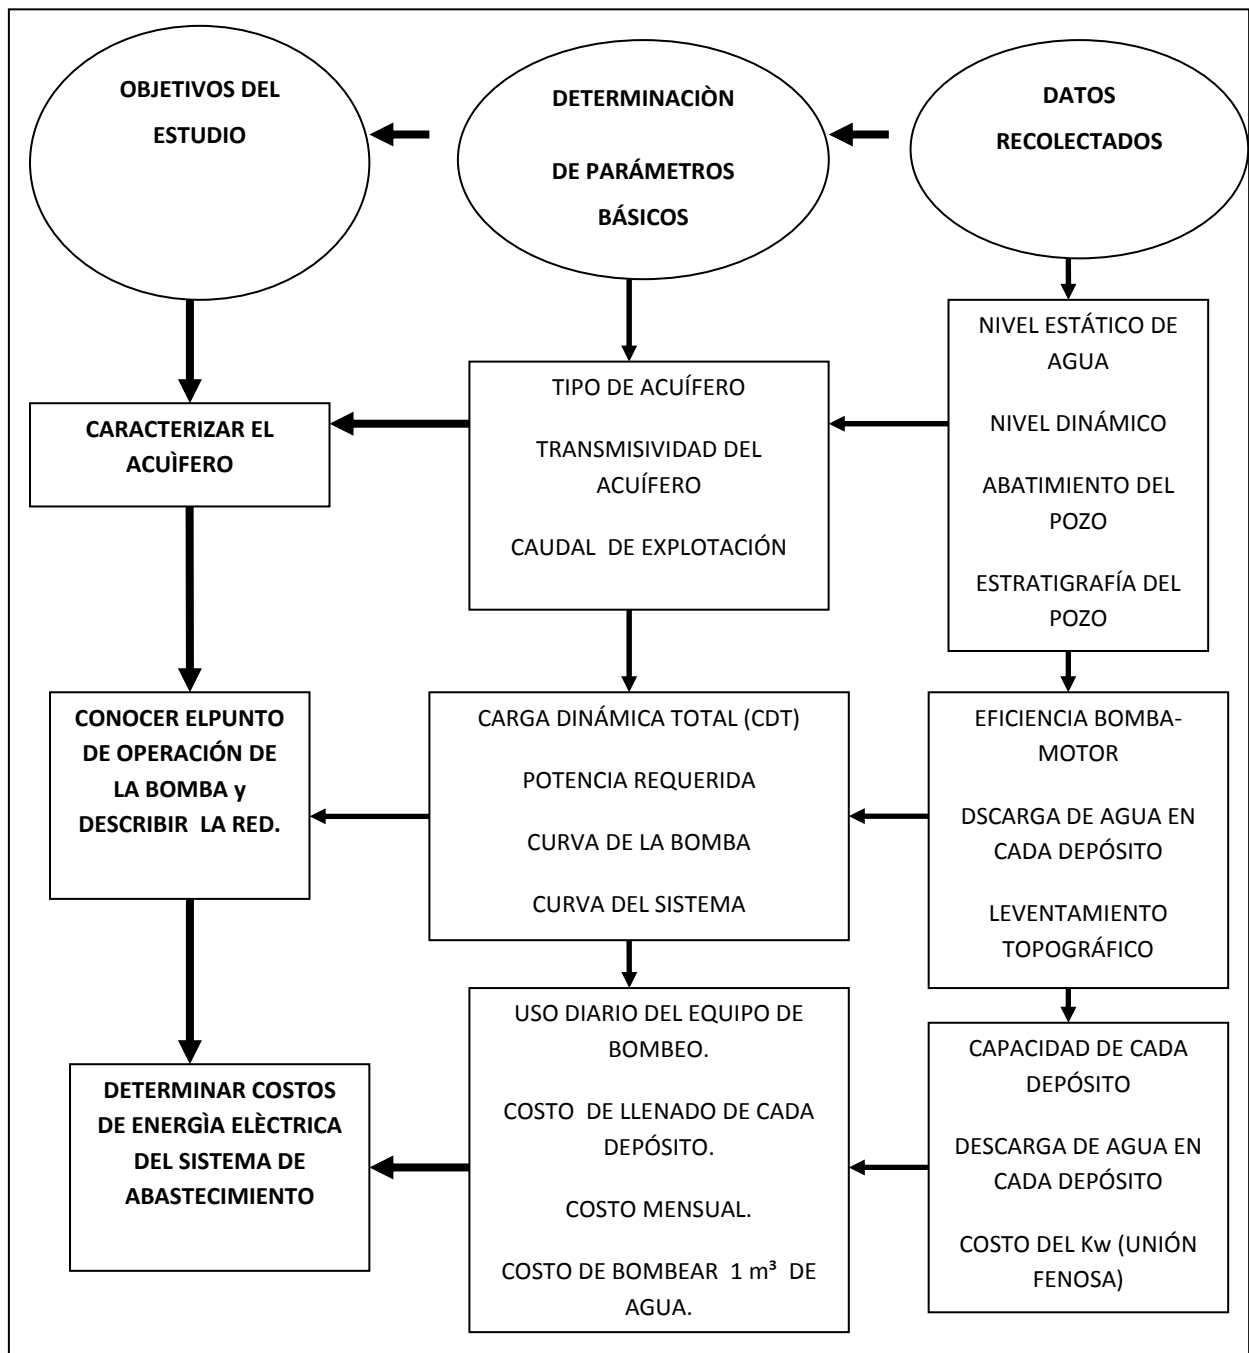 OBJETIVOS DEL
ESTUDIO
DETERMINACIÒN
DE PARÁMETROS
BÁSICOS
DATOS
RECOLECTADOS
CARACTERIZAR EL
ACUÌFERO
TIPO DE ACUÍFERO
TRANSMISIVIDAD DEL
ACUÍFERO
CAUDAL DE EXPLOTACIÓN
NIVEL ESTÁTICO DE
AGUA
NIVEL DINÁMICO
ABATIMIENTO DEL
POZO
ESTRATIGRAFÍA DEL
POZO
CONOCER ELPUNTO
DE OPERACIÓN DE
LA BOMBA y
DESCRIBIR LA RED.
CARGA DINÁMICA TOTAL (CDT)
POTENCIA REQUERIDA
CURVA DE LA BOMBA
CURVA DEL SISTEMA
EFICIENCIA BOMBA-
MOTOR
DSCARGA DE AGUA EN
CADA DEPÓSITO
LEVENTAMIENTO
TOPOGRÁFICO
DETERMINAR COSTOS
DE ENERGÌA ELÈCTRICA
DEL SISTEMA DE
ABASTECIMIENTO
USO DIARIO DEL EQUIPO DE
BOMBEO.
COSTO DE LLENADO DE CADA
DEPÓSITO.
COSTO MENSUAL.
COSTO DE BOMBEAR 1 m³ DE
AGUA.
CAPACIDAD DE CADA
DEPÓSITO
DESCARGA DE AGUA EN
CADA DEPÓSITO
COSTO DEL Kw (UNIÓN
FENOSA)